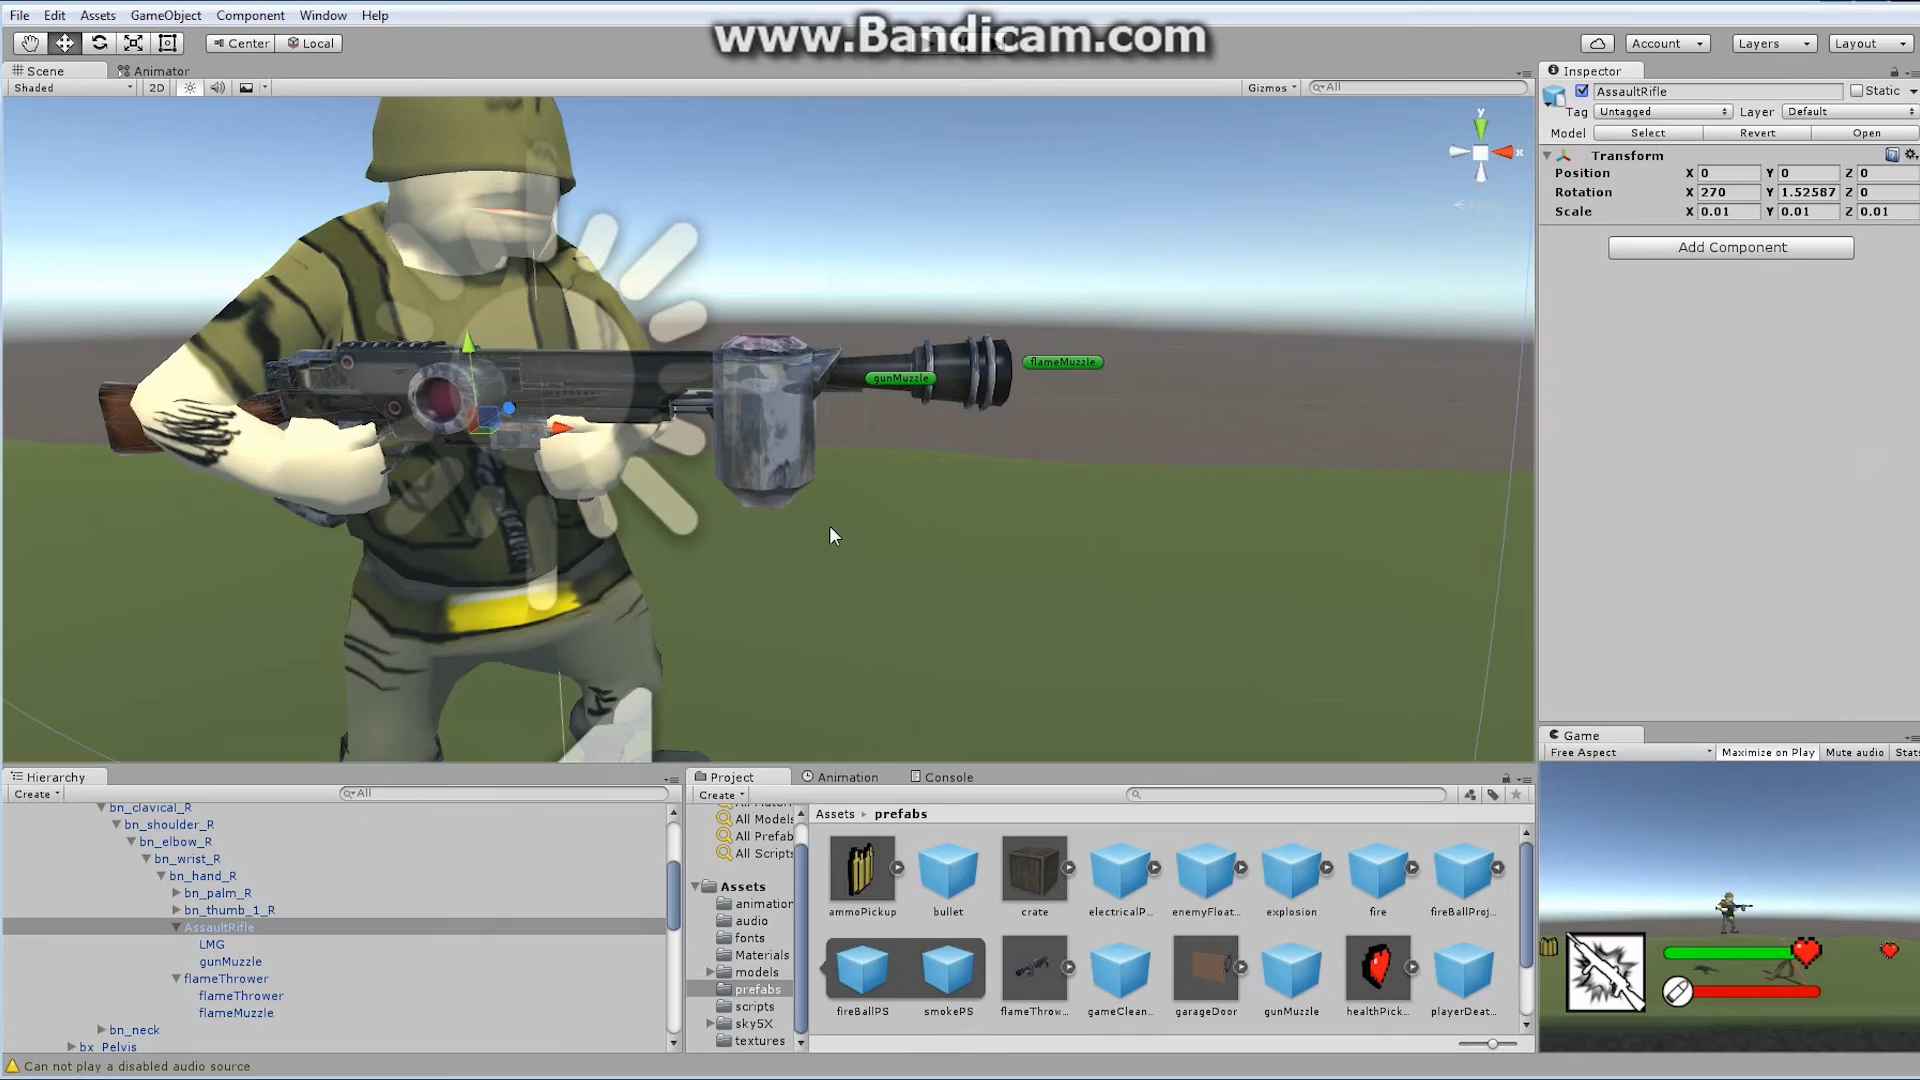 File Edit Assets GameObject Component Window Help
www.Bandicam.com
Center Local Account Layers Layout
Scene Animator Inspector
Shaded 2D Gizmos All
AssaultRifle Static
Tag Untagged Layer Default
Model Select Revert Open
Transform
Position X 0 Y 0 Z 0
Rotation X 270 Y 1.52587 Z 0
Scale X 0.01 Y 0.01 Z 0.01
Add Component
y
x
flameMuzzle
gunMuzzle
Game
Free Aspect Maximize on Play Mute audio Stats
Hierarchy
Create All
bn_clavical_R
bn_shoulder_R
bn_elbow_R
bn_wrist_R
bn_hand_R
bn_palm_R
bn_thumb_1_R
AssaultRifle
LMG
gunMuzzle
flameThrower
flameThrower
flameMuzzle
bn_neck
bx_Pelvis
Project Animation Console
Create
All Models
All Prefab
All Scripts
Assets
animation
audio
fonts
Materials
models
prefabs
scripts
sky5X
textures
Assets prefabs
ammoPickup bullet crate electricalP... enemyFloat... explosion fire fireBallProj...
fireBallPS smokePS flameThrow... gameClean... garageDoor gunMuzzle healthPick... playerDeat...
Can not play a disabled audio source